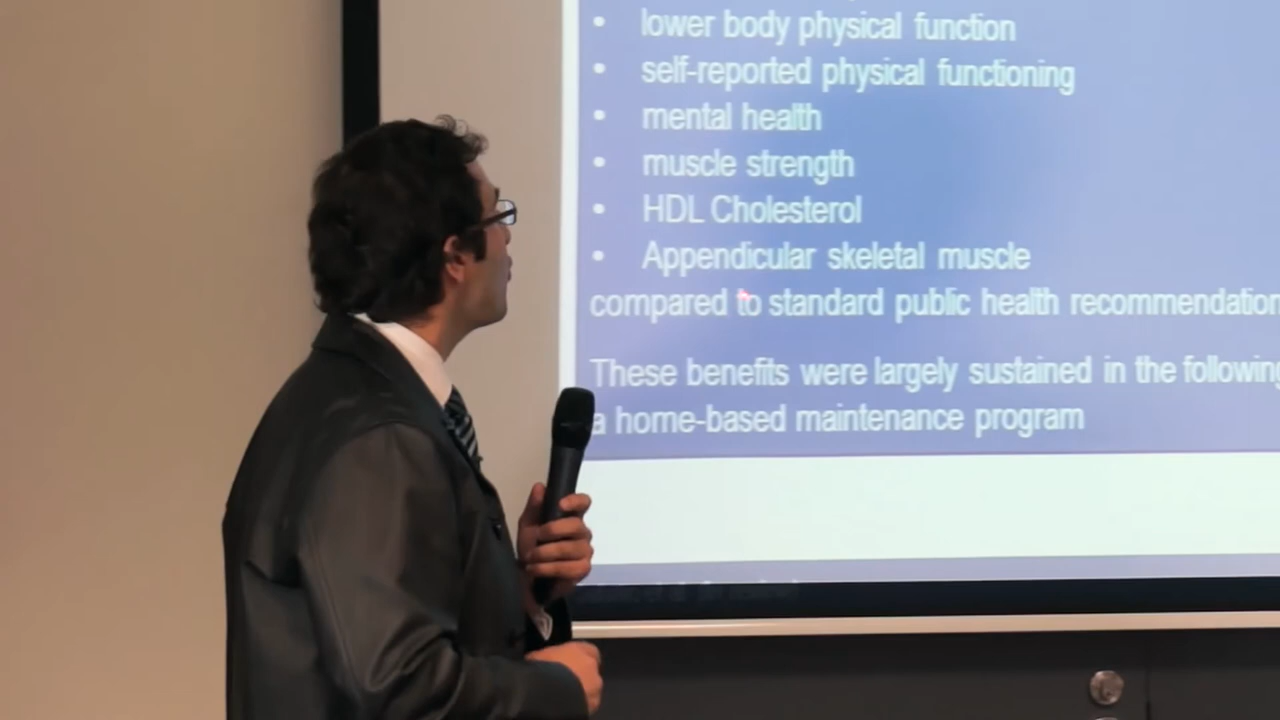 • lower body physical function
• self-reported physical functioning
• mental health
• muscle strength
• HDL Cholesterol
• Appendicular skeletal muscle
compared to standard public health recommendation
These benefits were largely sustained in the following
a home-based maintenance program